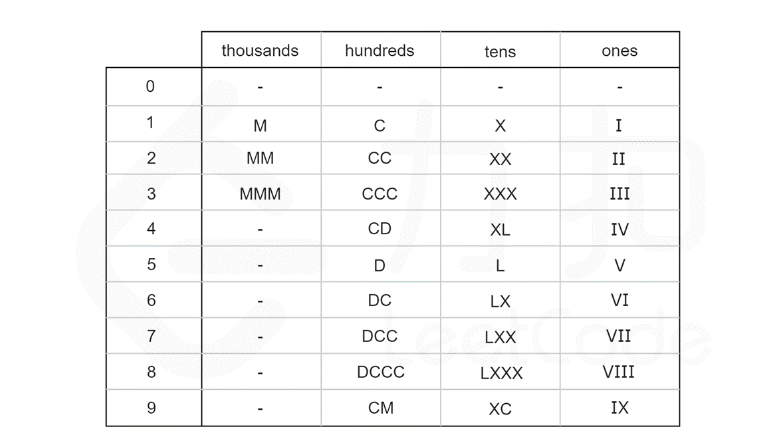 thousands hundreds tens ones
0 - - - -
1 M C X I
2 MM CC XX II
3 MMM CCC XXX III
4 - CD XL IV
5 - D L V
6 - DC LX VI
7 - DCC LXX VII
8 - DCCC LXXX VIII
9 - CM XC IX
力扣
LeetCode